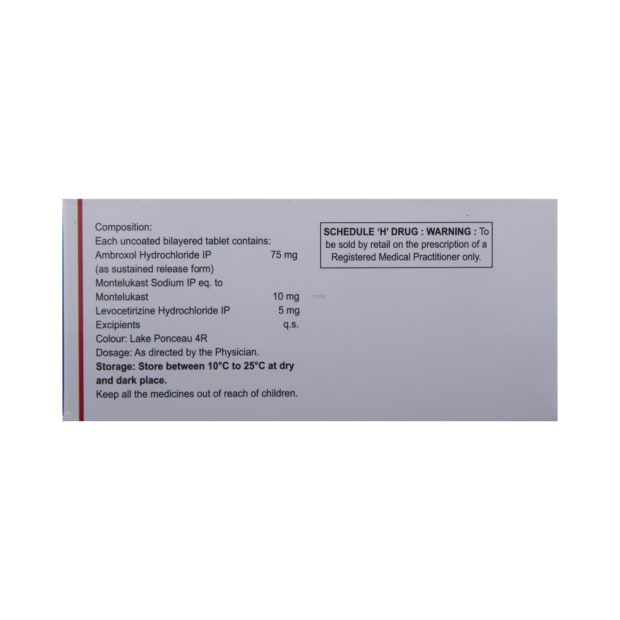 Composition:
Each uncoated bilayered tablet contains:
Ambroxol Hydrochloride IP 75 mg
(as sustained release form)
Montelukast Sodium IP eq. to
Montelukast 10 mg
Levocetirizine Hydrochloride IP 5 mg
Excipients q.s.
Colour: Lake Ponceau 4R
Dosage: As directed by the Physician.
Storage: Store between 10°C to 25°C at dry
and dark place.
Keep all the medicines out of reach of children.
SCHEDULE 'H' DRUG : WARNING : To
be sold by retail on the prescription of a
Registered Medical Practitioner only.